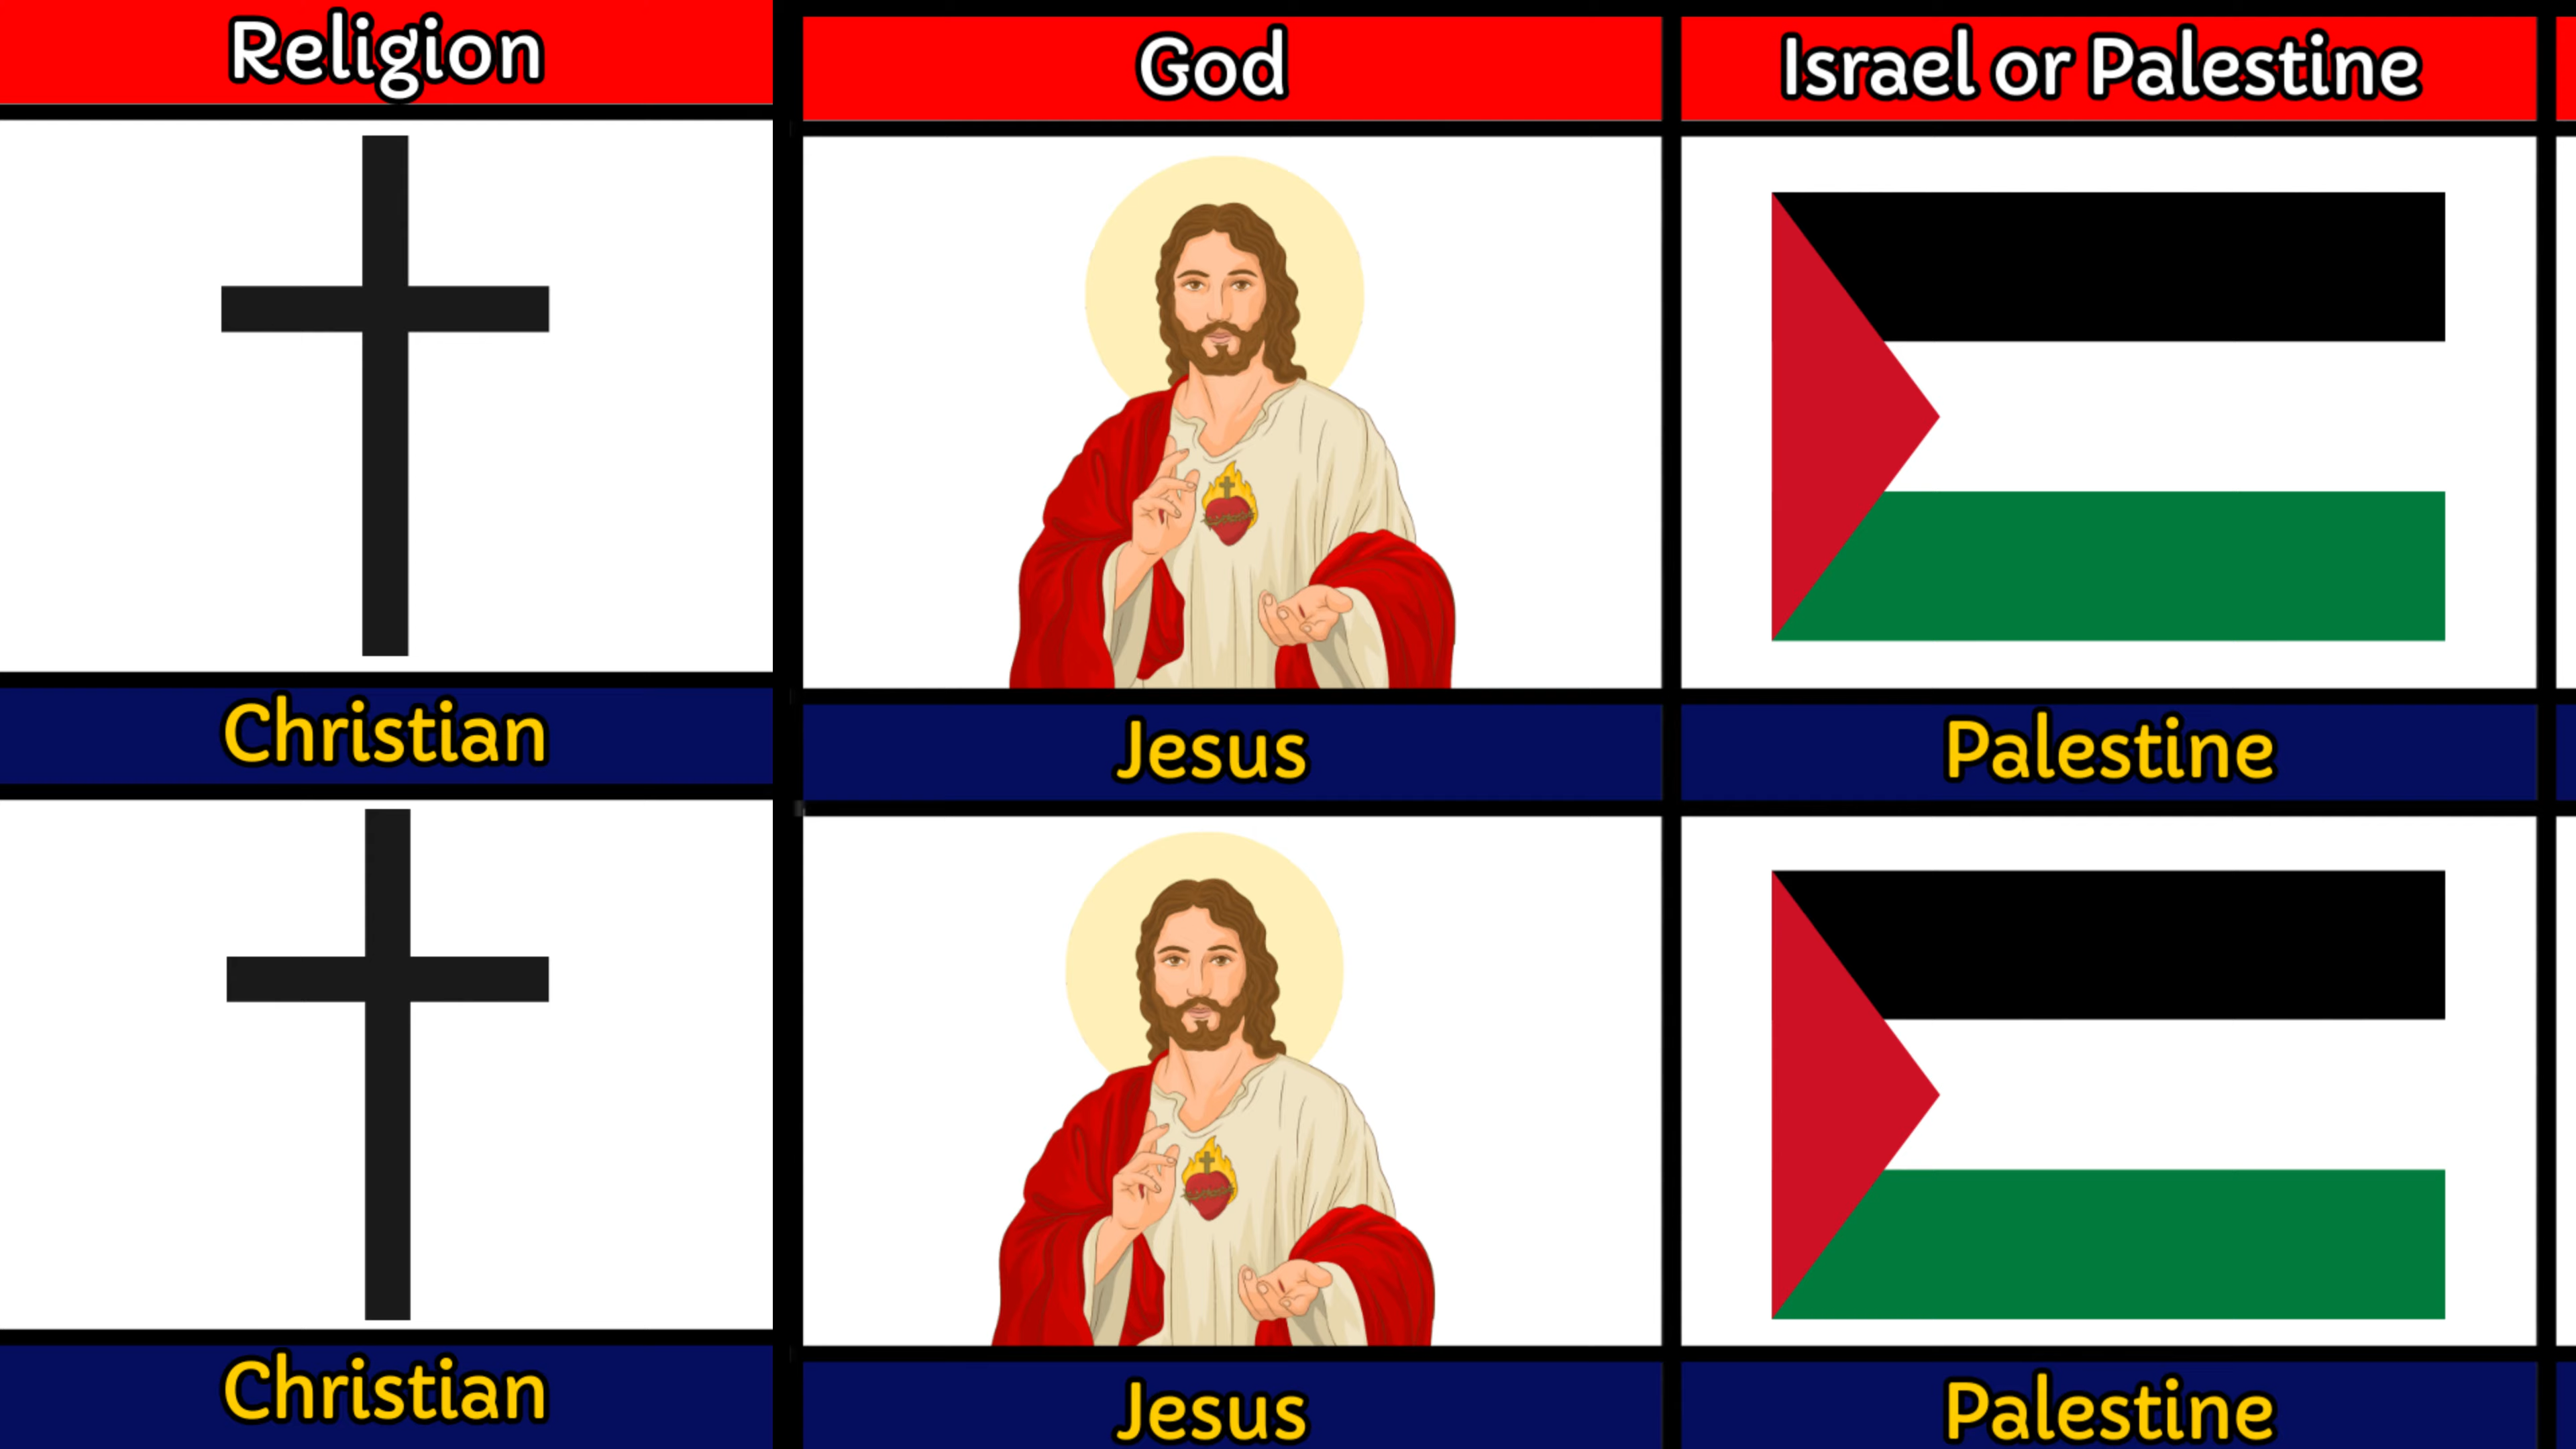 Religion
God
Israel or Palestine
Christian
Jesus
Palestine
Christian
Jesus
Palestine